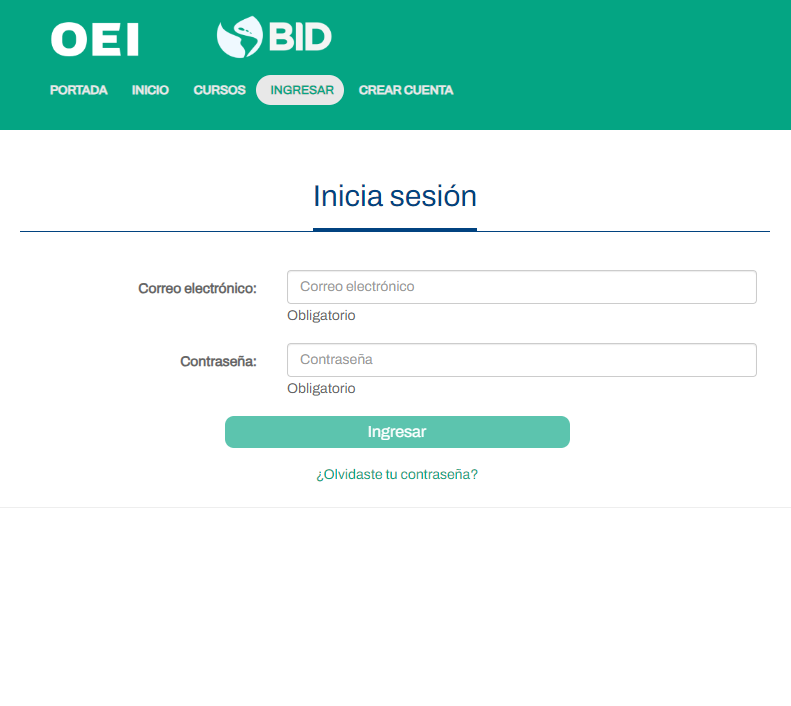 OEI BID
PORTADA INICIO CURSOS INGRESAR CREAR CUENTA
Inicia sesión
Correo electrónico: Correo electrónico
Obligatorio
Contraseña: Contraseña
Obligatorio
Ingresar
¿Olvidaste tu contraseña?